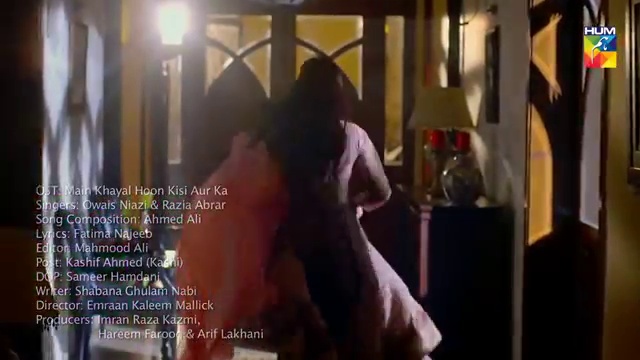 HUM
OST: Main Khayal Hoon Kisi Aur Ka
Singers: Owais Niazi & Razia Abrar
Song Composition: Ahmed Ali
Lyrics: Fatima Najeeb
Editor: Mahmood Ali
Post: Kashif Ahmed (Kashi)
DOP: Sameer Hamdani
Writer: Shabana Ghulam Nabi
Director: Emraan Kaleem Mallick
Producers: Imran Raza Kazmi,
Hareem Farooq & Arif Lakhani